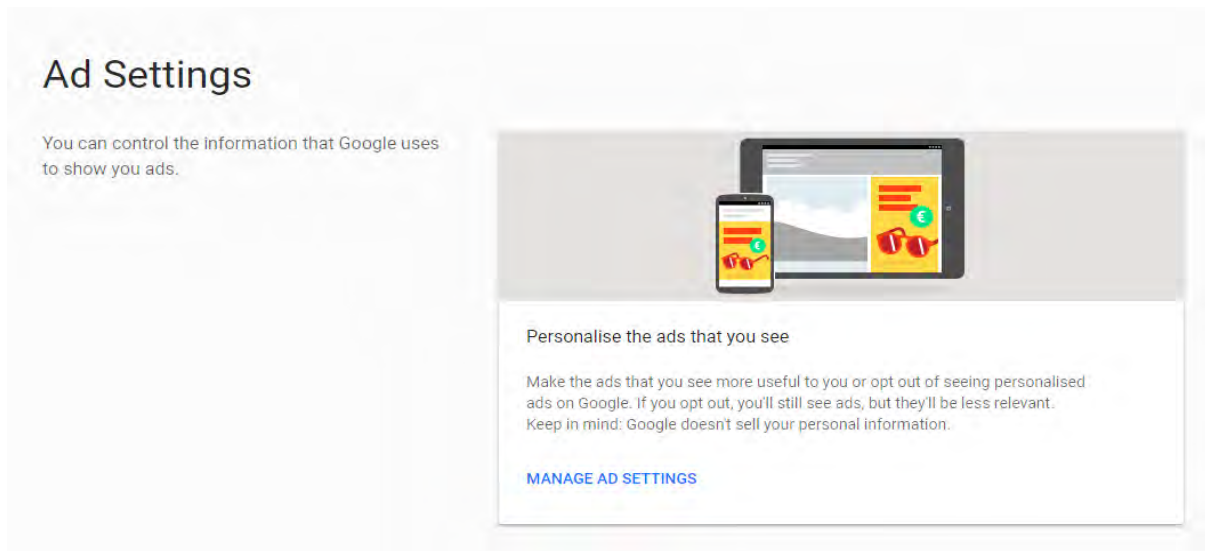 Ad Settings
You can control the information that Google uses
to show you ads.
€
€
Personalise the ads that you see
Make the ads that you see more useful to you or opt out of seeing personalised
ads on Google. If you opt out, you'll still see ads, but they'll be less relevant.
Keep in mind: Google doesn't sell your personal information.
MANAGE AD SETTINGS